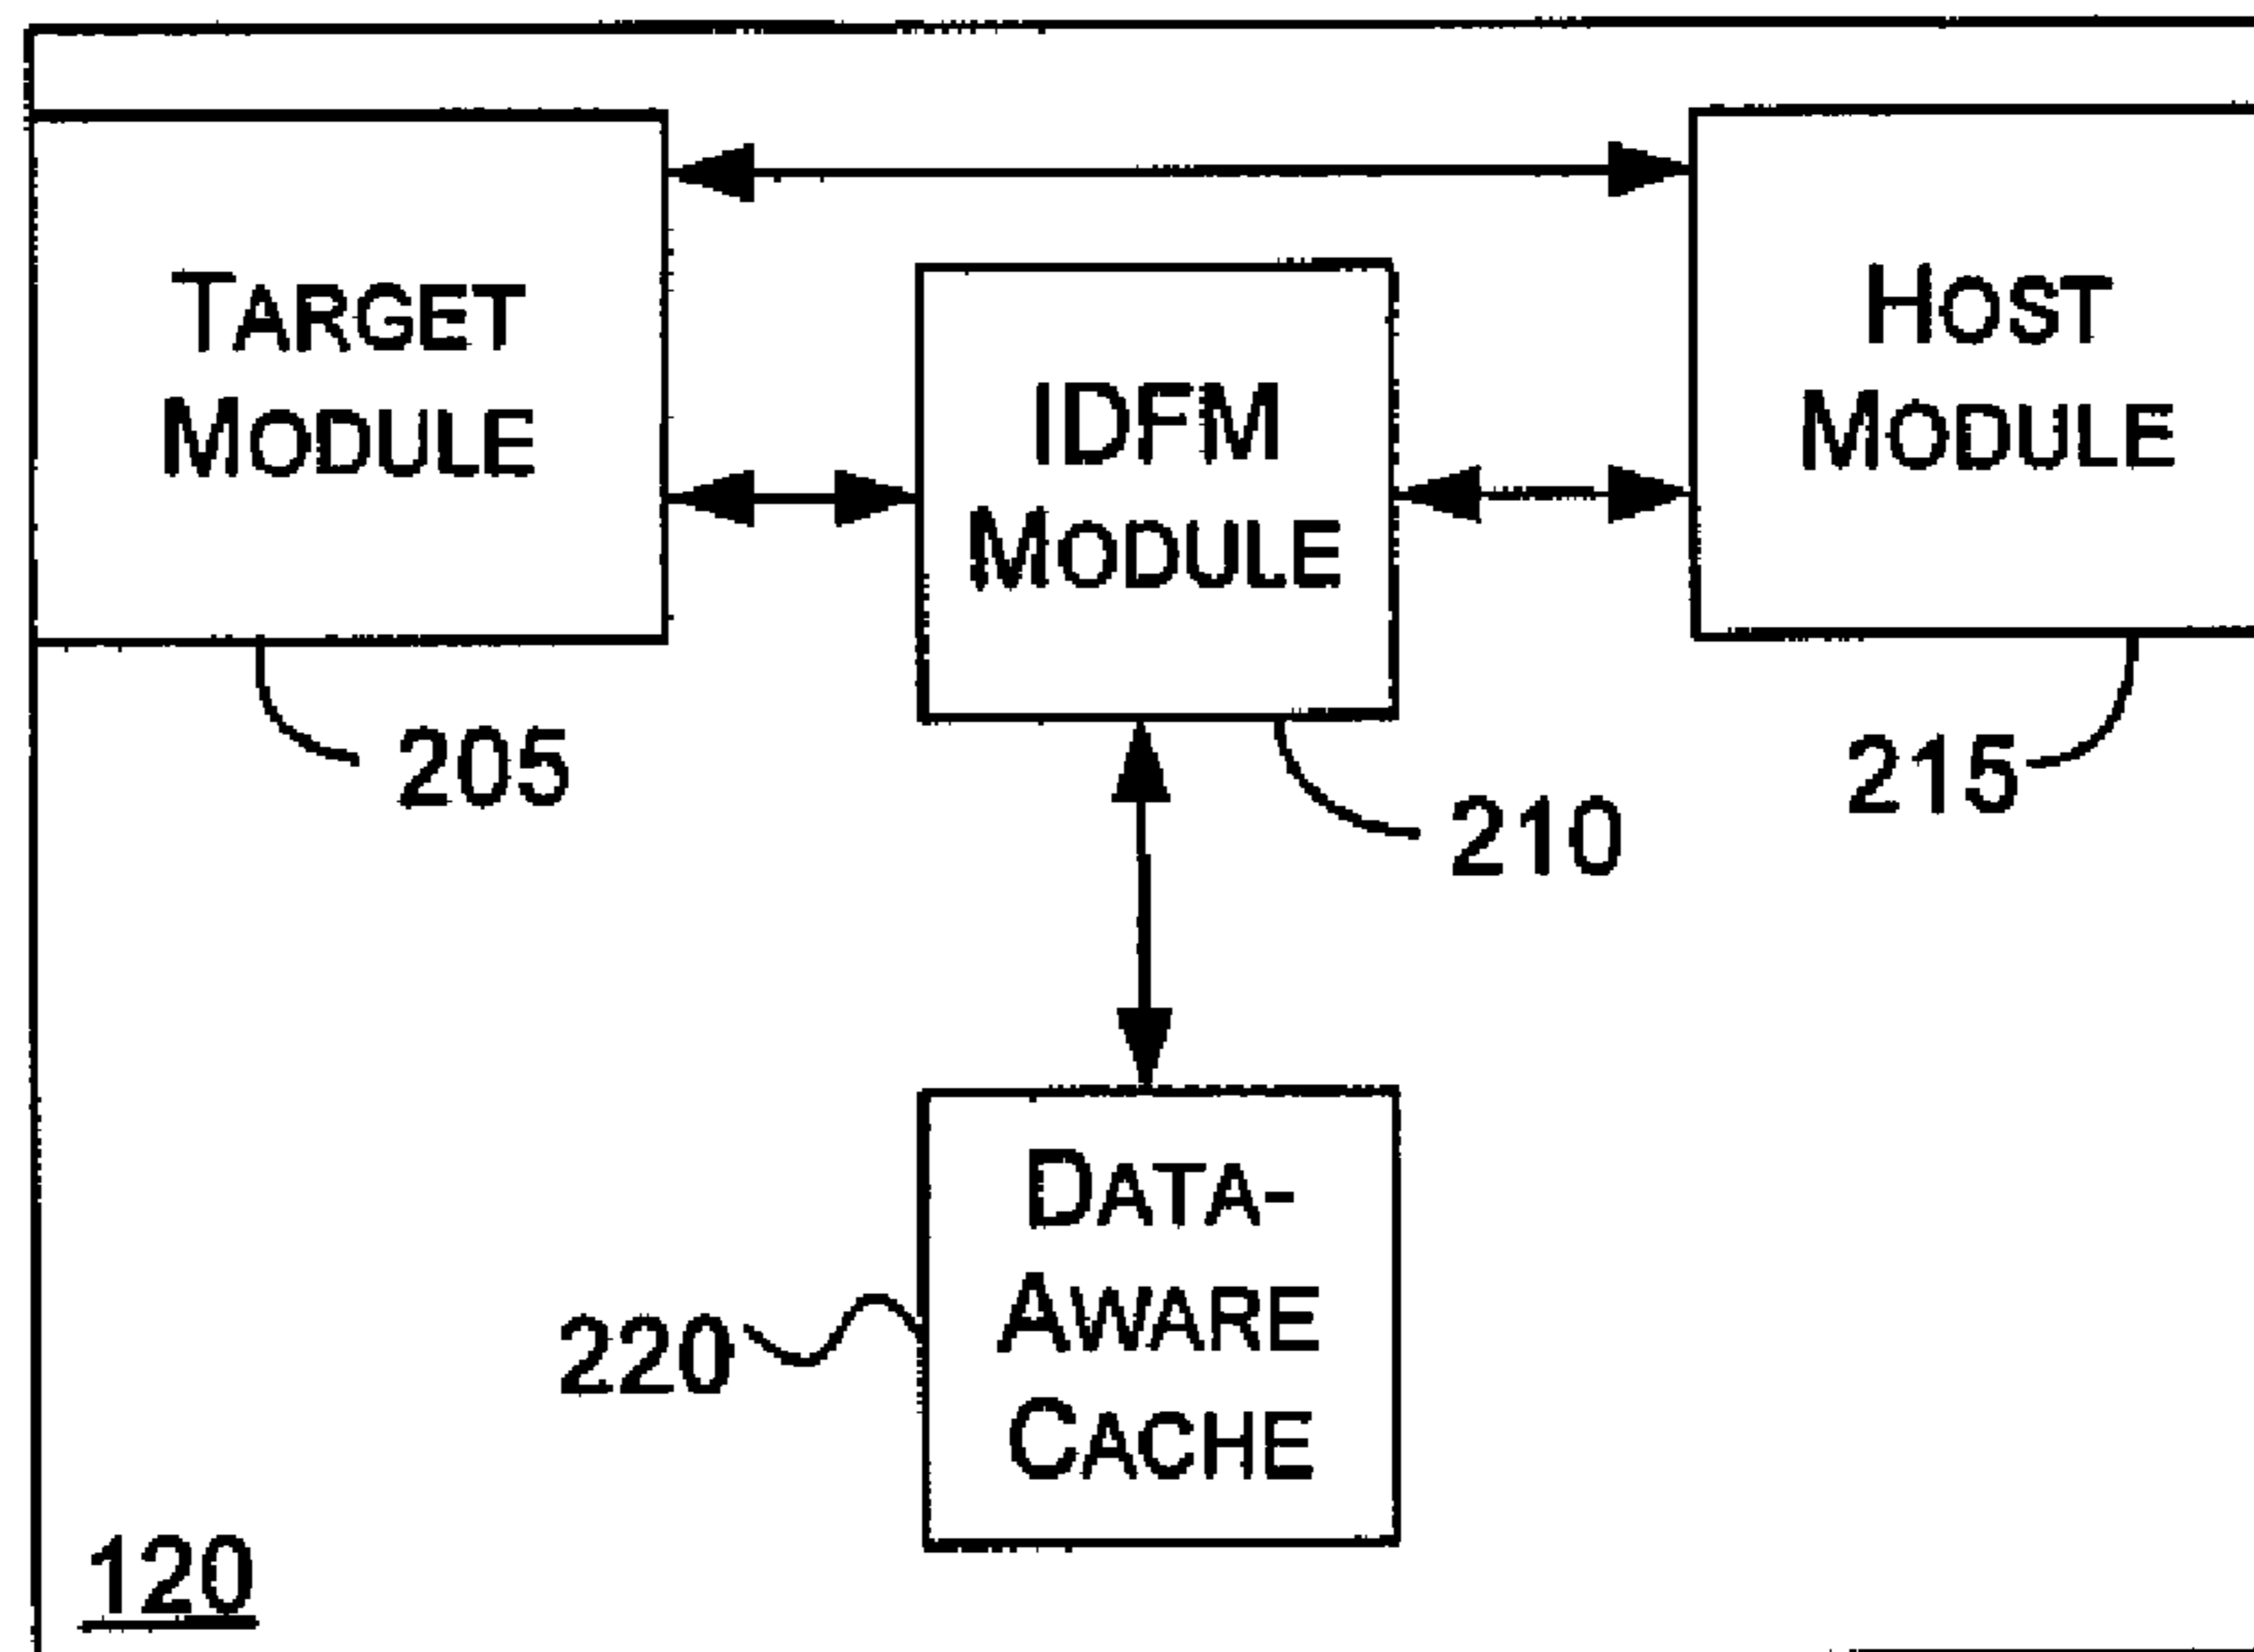 TARGET
MODULE
IDFM
MODULE
HOST
MODULE
205
210
215
DATA-
AWARE
CACHE
220
120